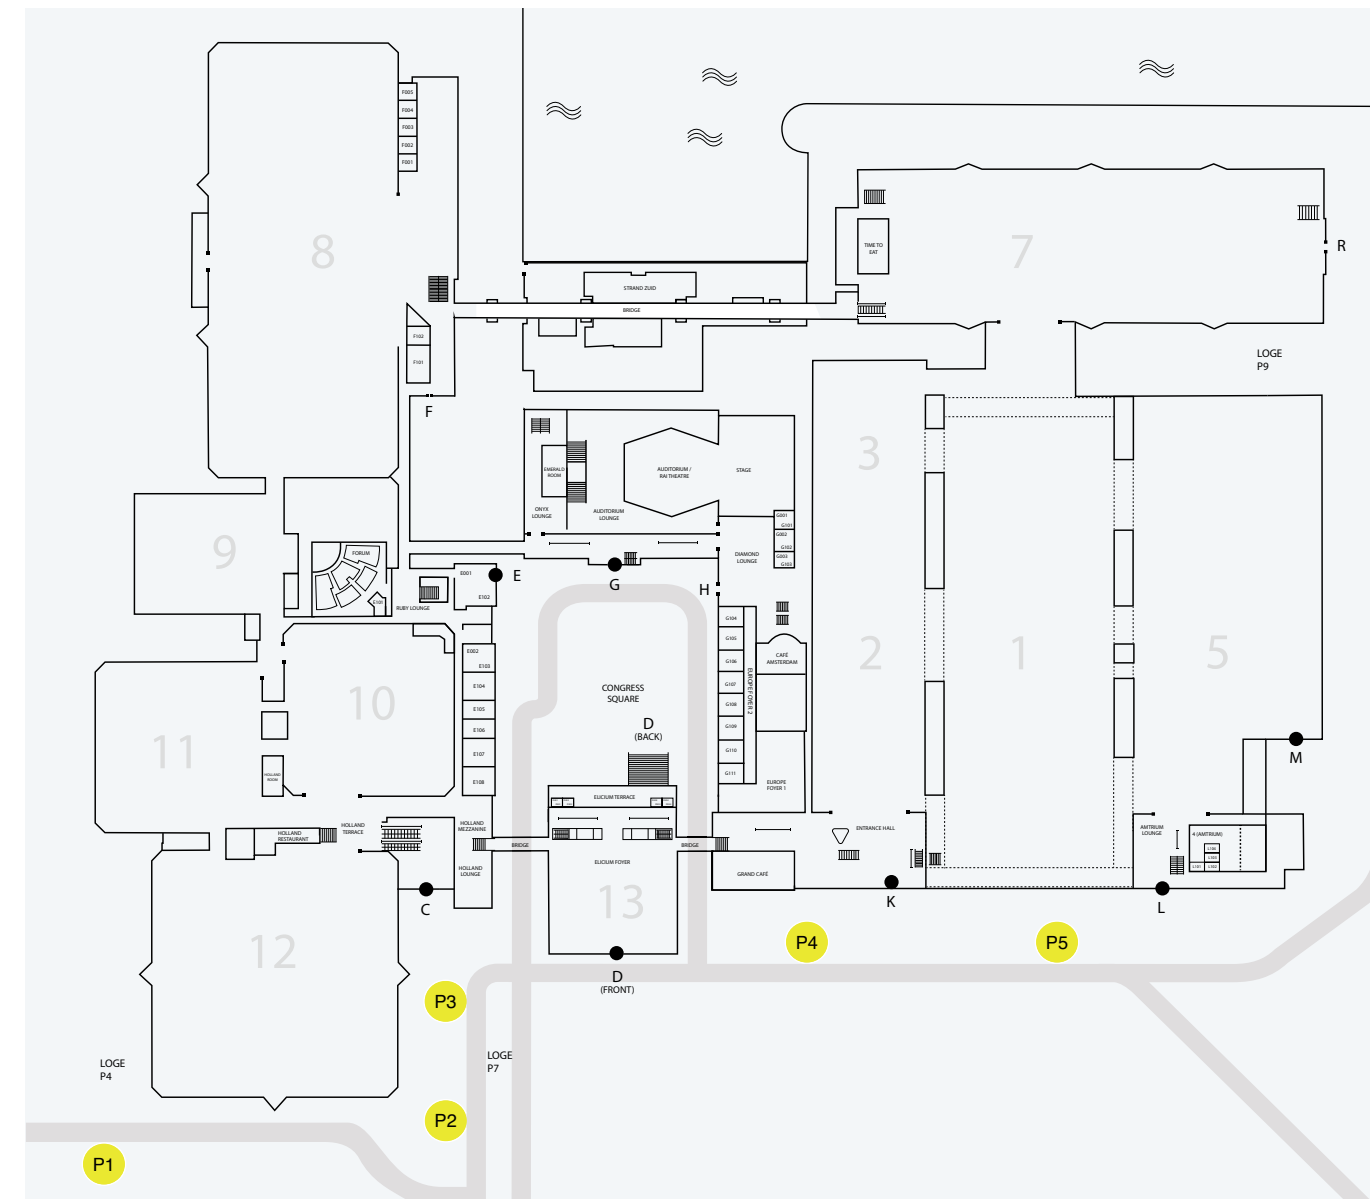 F005
F004
F003
F002
F001
8
7
R
TIME TO
EAT
STRAND ZUID
BRIDGE
F102
F101
F
LOGE
P9
3
EMERALD
ROOM
ONYX
LOUNGE
AUDITORIUM
LOUNGE
AUDITORIUM /
RAI THEATRE
STAGE
G001
G101
G002
G102
G003
G103
DIAMOND
LOUNGE
9
FORUM
E101
RUBY LOUNGE
E001
E102
E
G
H
G104
G105
G106
G107
G108
G109
G110
G111
EUROPE FOYER 2
CAFÉ
AMSTERDAM
EUROPE
FOYER 1
2
1
5
E002
E103
E104
E105
E106
E107
E108
10
11
HOLLAND
ROOM
CONGRESS
SQUARE
D
(BACK)
M
ELICIUM TERRACE
HOLLAND
RESTAURANT
HOLLAND
TERRACE
HOLLAND
MEZZANINE
HOLLAND
LOUNGE
BRIDGE
ELICIUM FOYER
BRIDGE
ENTRANCE HALL
GRAND CAFÉ
AMTRIUM
LOUNGE
4 (AMTRIUM)
L101
L102
C
K
L
13
12
D
(FRONT)
P4
P5
P3
LOGE
P4
LOGE
P7
P2
P1